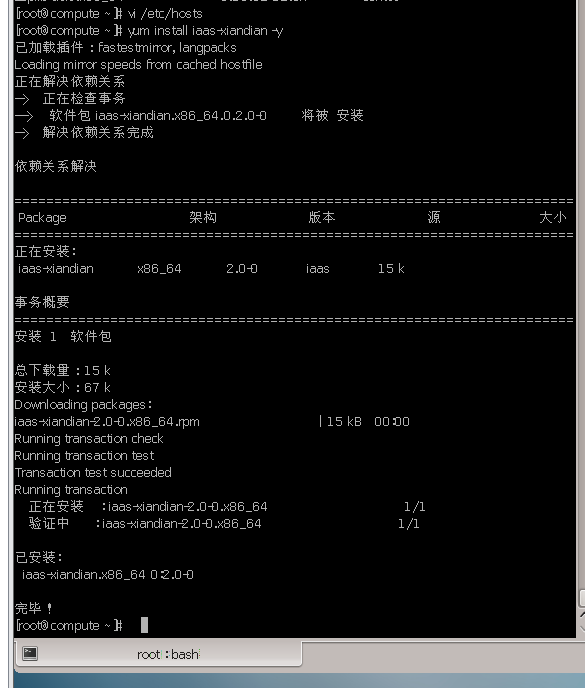 [root@compute ~]# vi /etc/hosts
[root@compute ~]# yum install iaas-xiandian -y
已加载插件：fastestmirror, langpacks
Loading mirror speeds from cached hostfile
正在解决依赖关系
--> 正在检查事务
---> 软件包 iaas-xiandian.x86_64.0.2.0-0 将被 安装
--> 解决依赖关系完成
依赖关系解决
Package 架构 版本 源 大小
正在安装:
iaas-xiandian x86_64 2.0-0 iaas 15 k
事务概要
安装 1 软件包
总下载量：15 k
安装大小：67 k
Downloading packages:
iaas-xiandian-2.0-0.x86_64.rpm | 15 kB 00:00
Running transaction check
Running transaction test
Transaction test succeeded
Running transaction
正在安装 :iaas-xiandian-2.0-0.x86_64 1/1
验证中 :iaas-xiandian-2.0-0.x86_64 1/1
已安装:
iaas-xiandian.x86_64 0:2.0-0
完毕！
[root@compute ~]#
root : bash